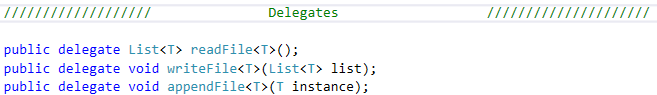 ///////////////////               Delegates                   /////////////////////
public delegate List<T> readFile<T>();
public delegate void writeFile<T>(List<T> list);
public delegate void appendFile<T>(T instance);